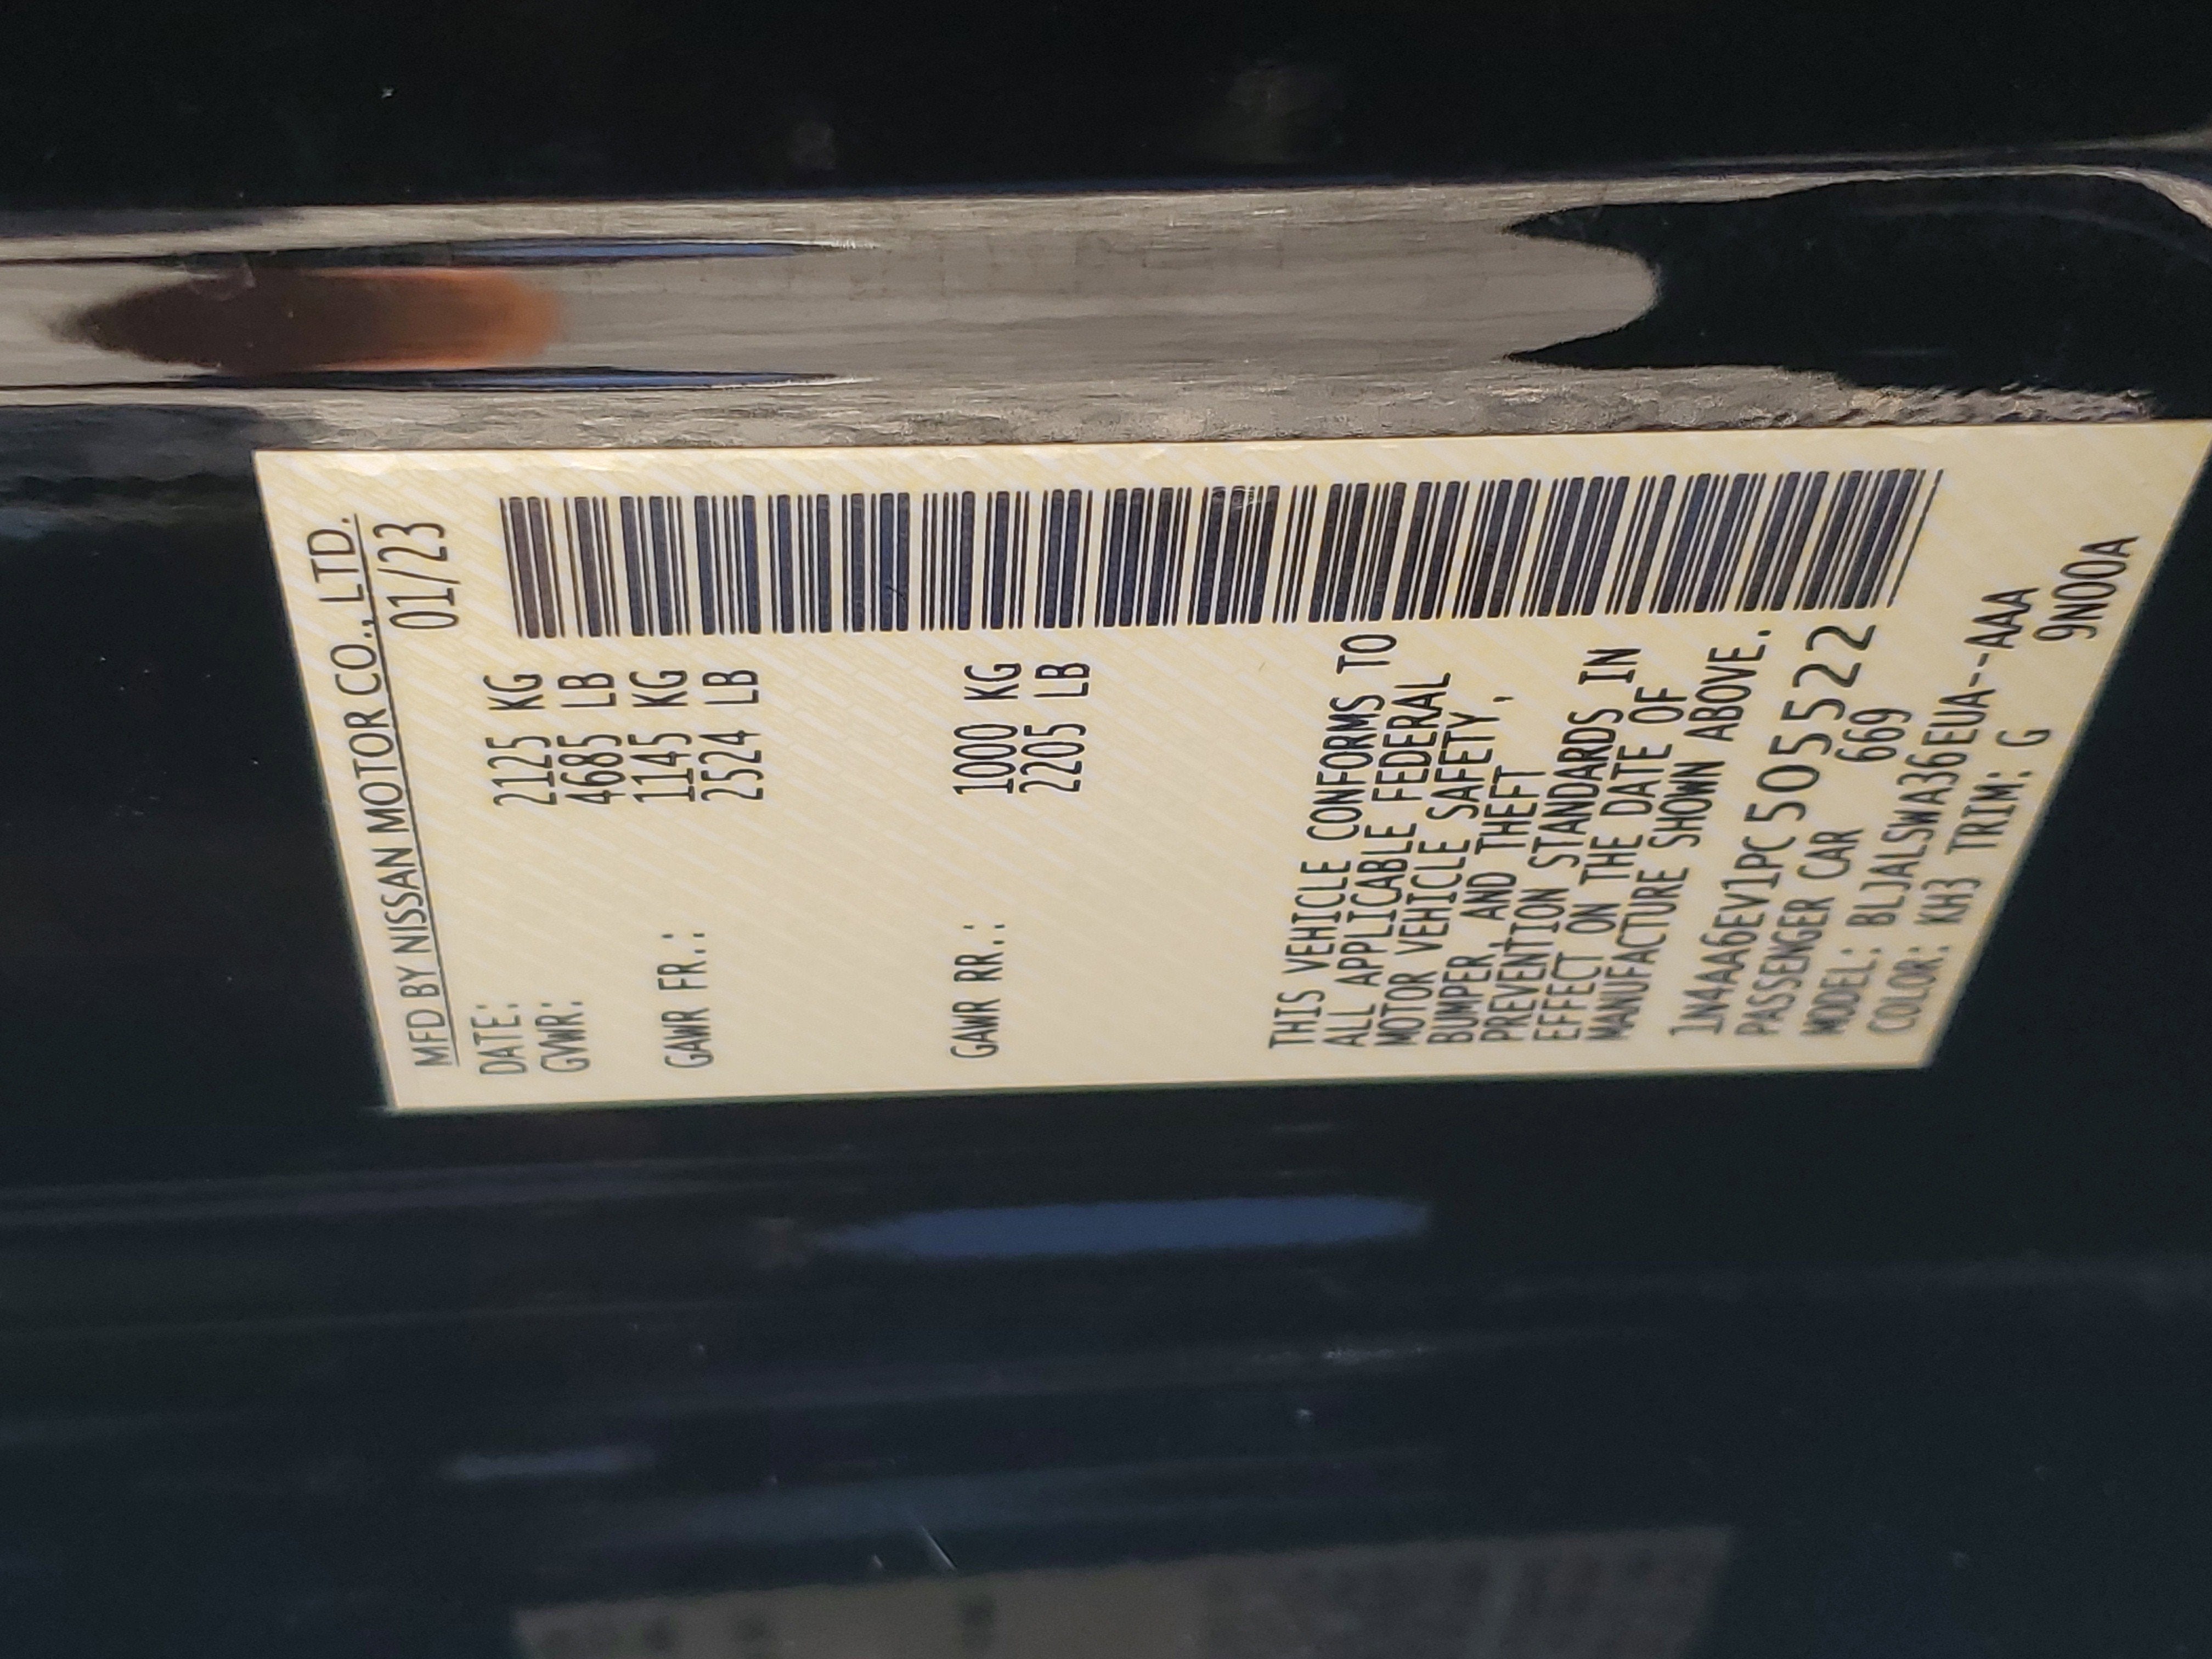 MFD BY NISSAN MOTOR CO., LTD.
DATE: 01/23
GVWR: 2125 KG
4685 LB
GAWR FR.: 1145 KG
2524 LB
GAWR RR.: 1000 KG
2205 LB
THIS VEHICLE CONFORMS TO
ALL APPLICABLE FEDERAL
MOTOR VEHICLE SAFETY,
BUMPER, AND THEFT
PREVENTION STANDARDS IN
EFFECT ON THE DATE OF
MANUFACTURE SHOWN ABOVE.
1N4AA6EV1PC505522
PASSENGER CAR 669
MODEL: BLJALSWA36EUA--AAA
COLOR: KH3 TRIM: G 9N00A